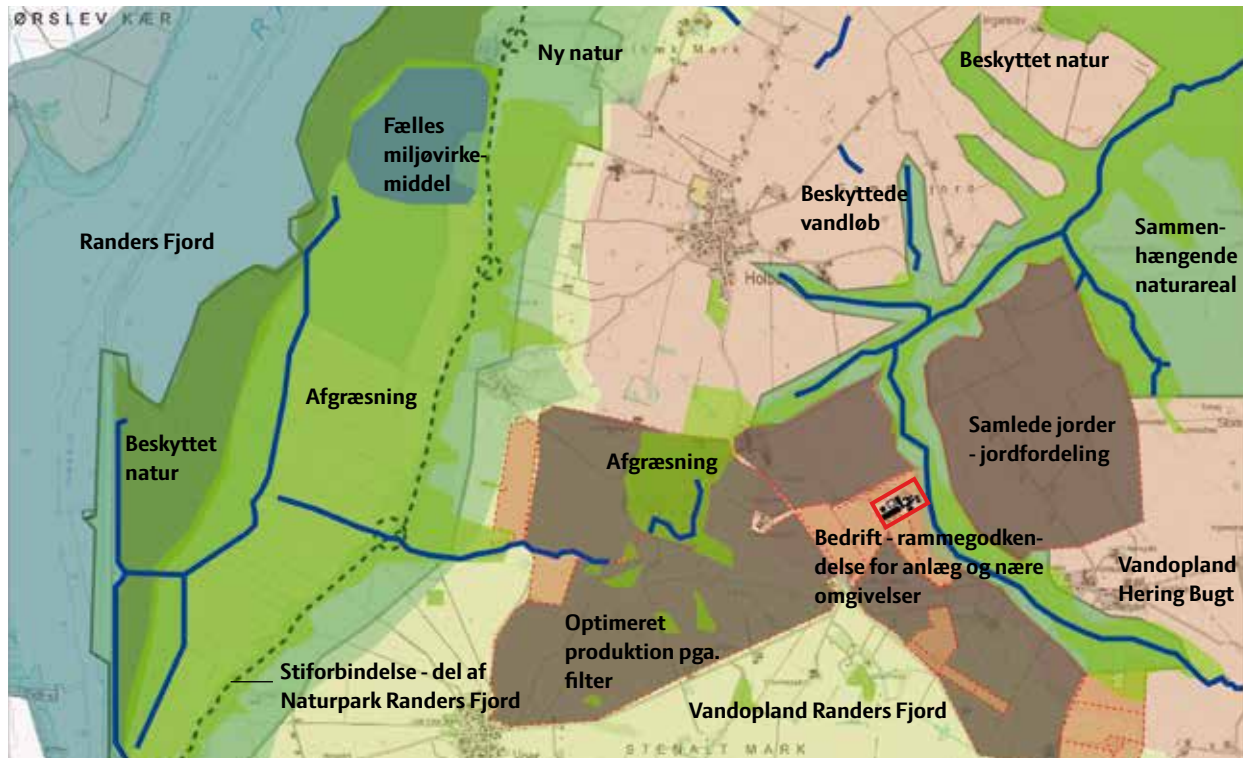 ØRSLEV KÆR
Ny natur
Beskyttet natur
Fælles
miljøvirke-
middel
Beskyttede
vandløb
Randers Fjord
Sammen-
hængende
naturareal
Afgræsning
Beskyttet
natur
Afgræsning
Samlede jorder
- jordfordeling
Bedrift - rammegodken-
delse for anlæg og nære
omgivelser
Vandopland
Hering Bugt
Optimeret
produktion pga.
filter
Stiforbindelse - del af
Naturpark Randers Fjord
Vandopland Randers Fjord
STENALT MARK